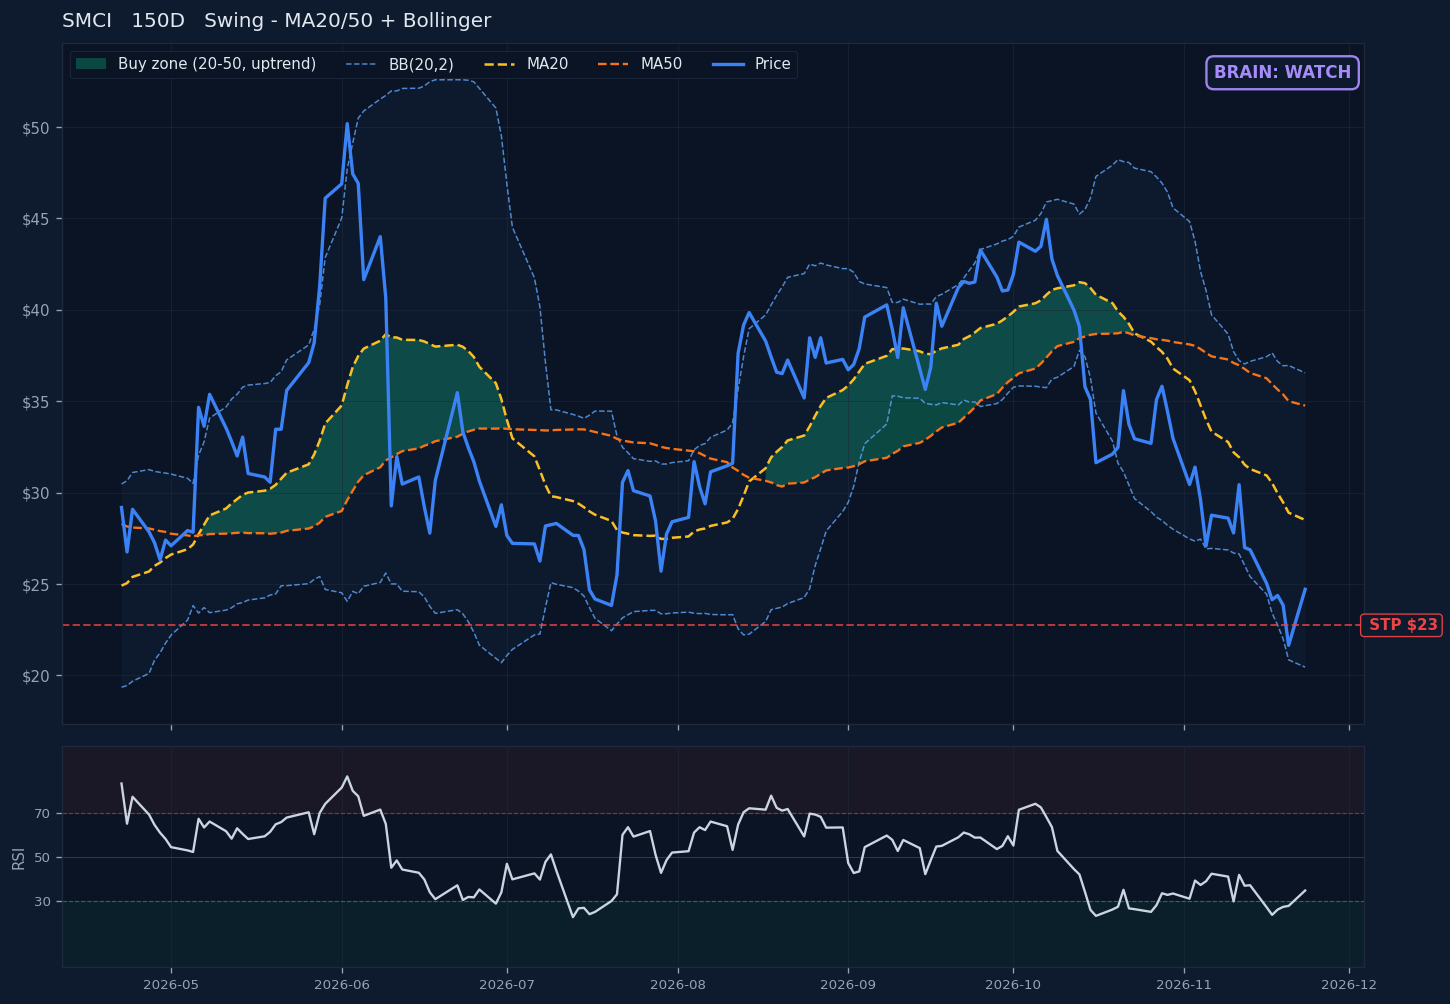 SMCI   150D   Swing - MA20/50 + Bollinger
Buy zone (20-50, uptrend)   BB(20,2)   MA20   MA50   Price
BRAIN: WATCH
$50
$45
$40
$35
$30
$25
STP $23
$20
70
50
30
RSI
2026-05   2026-06   2026-07   2026-08   2026-09   2026-10   2026-11   2026-12